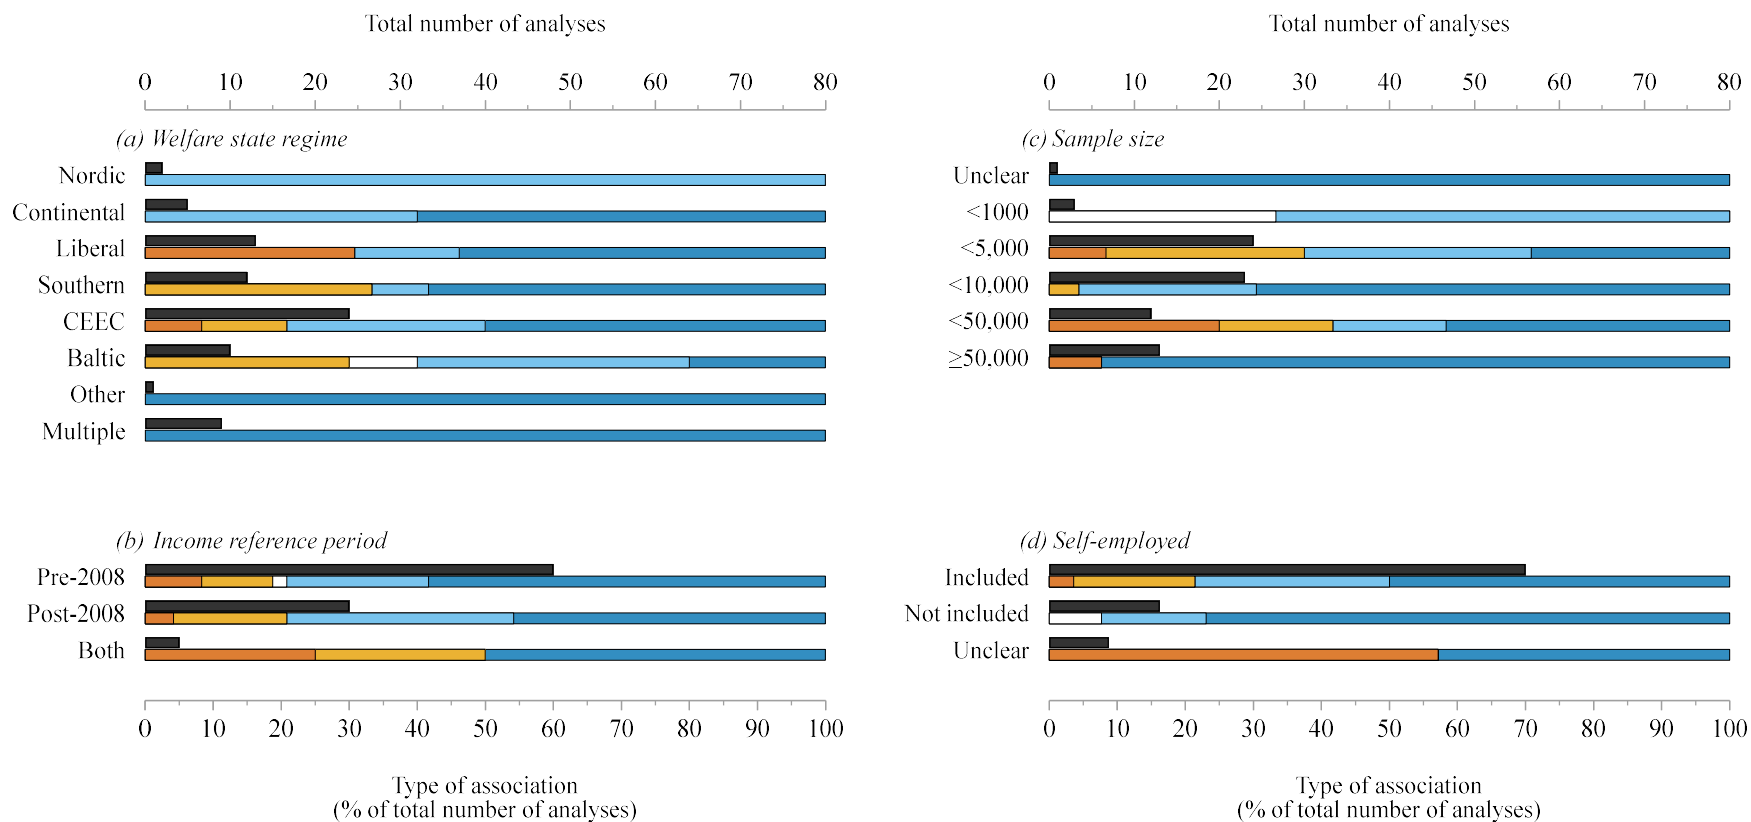 Total number of analyses
0 10 20 30 40 50 60 70 80
(a) Welfare state regime
Nordic
Continental
Liberal
Southern
CEEC
Baltic
Other
Multiple
(b) Income reference period
Pre-2008
Post-2008
Both
0 10 20 30 40 50 60 70 80 90 100
Type of association
(% of total number of analyses)
Total number of analyses
0 10 20 30 40 50 60 70 80
(c) Sample size
Unclear
<1000
<5,000
<10,000
<50.000
≥50,000
(d) Self-employed
Included
Not included
Unclear
0 10 20 30 40 50 60 70 80 90 100
Type of association
(% of total number of analyses)